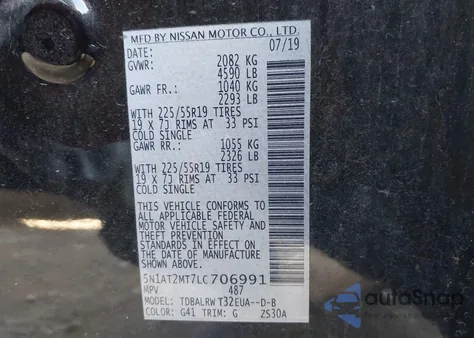 MFD BY NISSAN MOTOR CO., LTD.
DATE: 07/19
GVWR: 2082 KG
4590 LB
GAWR FR.: 1040 KG
2293 LB
WITH 225/55R19 TIRES
19 X 7J RIMS AT 33 PSI
COLD SINGLE
GAWR RR.: 1055 KG
2326 LB
WITH 225/55R19 TIRES
19 X 7J RIMS AT 33 PSI
COLD SINGLE
THIS VEHICLE CONFORMS TO
ALL APPLICABLE FEDERAL
MOTOR VEHICLE SAFETY
AND THEFT PREVENTION
STANDARDS IN EFFECT ON THE
DATE OF MANUFACTURE SHOWN
ABOVE.
5N1AT2MT7LC706991
MPV 487
MODEL: TDBALRW T32EUA--D-B
COLOR: G41 TRIM: G ZS30A
autoSnap